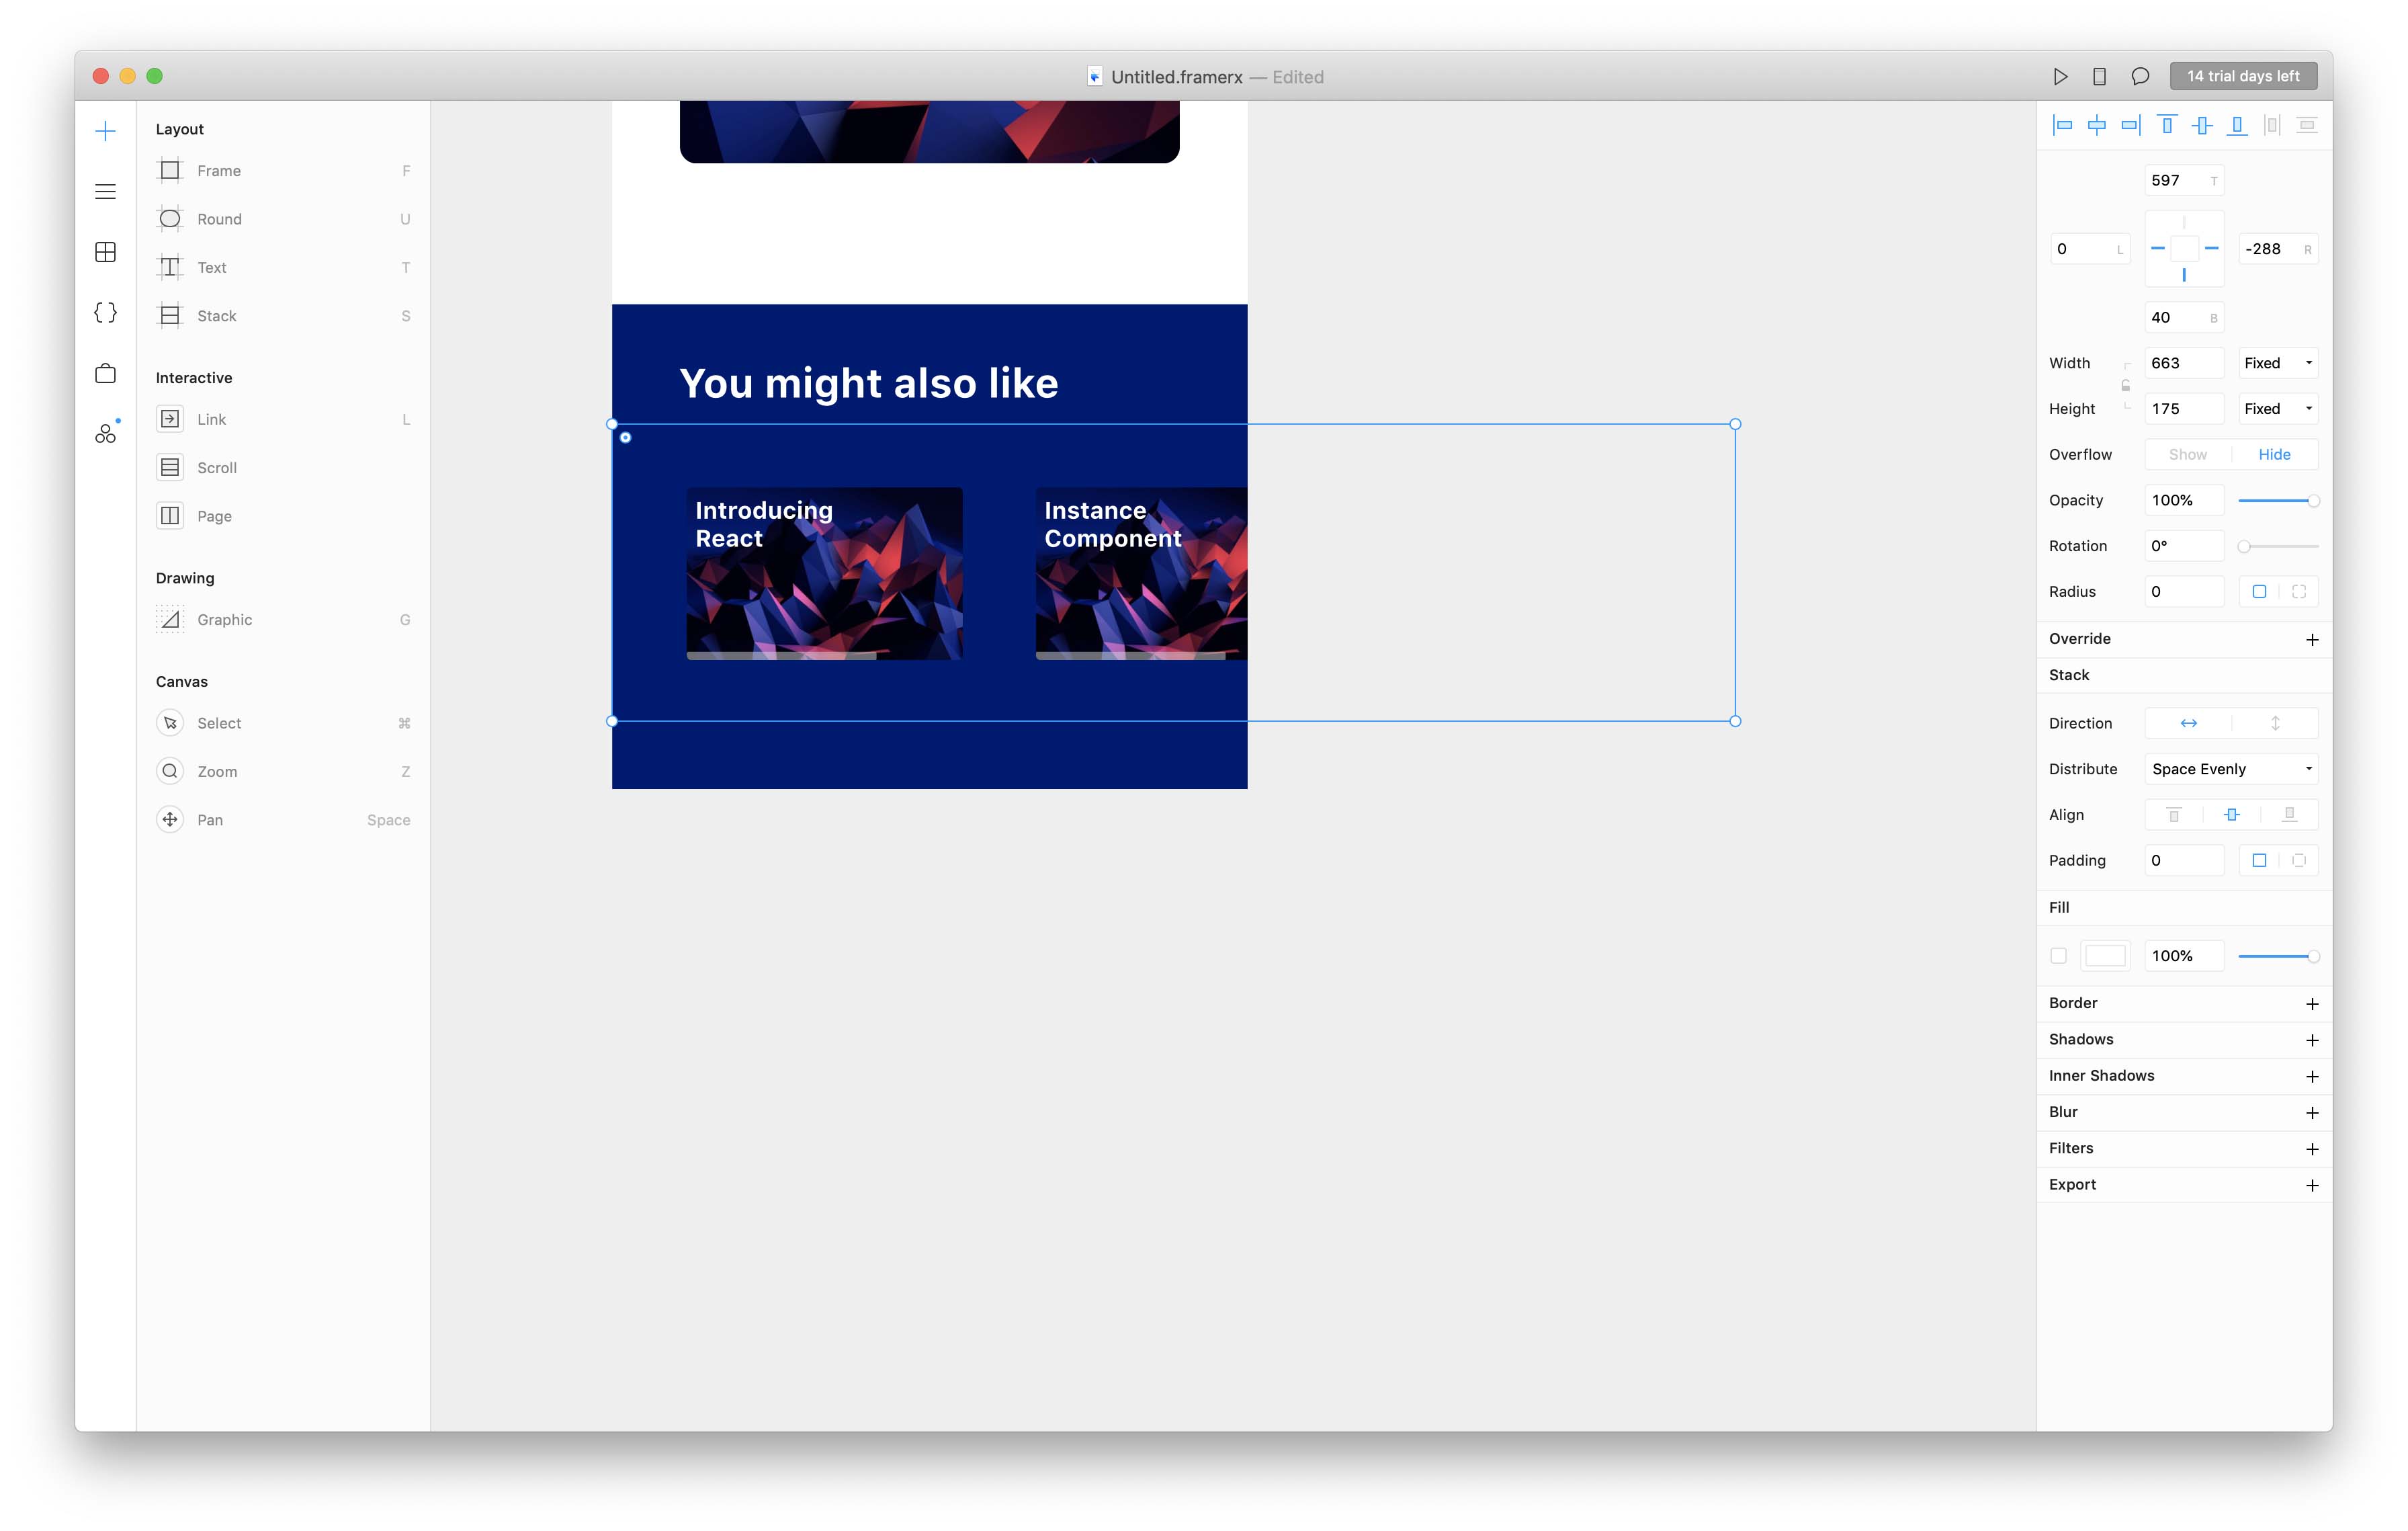 Untitled.framerx — Edited
14 trial days left
Layout
Frame F
Round U
Text T
Stack S
Interactive
Link L
Scroll
Page
Drawing
Graphic G
Canvas
Select ⌘
Zoom Z
Pan Space
You might also like
Introducing
React
Instance
Component
597 T
0 L
-288 R
40 B
Width 663 Fixed
Height 175 Fixed
Overflow Show Hide
Opacity 100%
Rotation 0°
Radius 0
Override
Stack
Direction
Distribute Space Evenly
Align
Padding 0
Fill
100%
Border
Shadows
Inner Shadows
Blur
Filters
Export